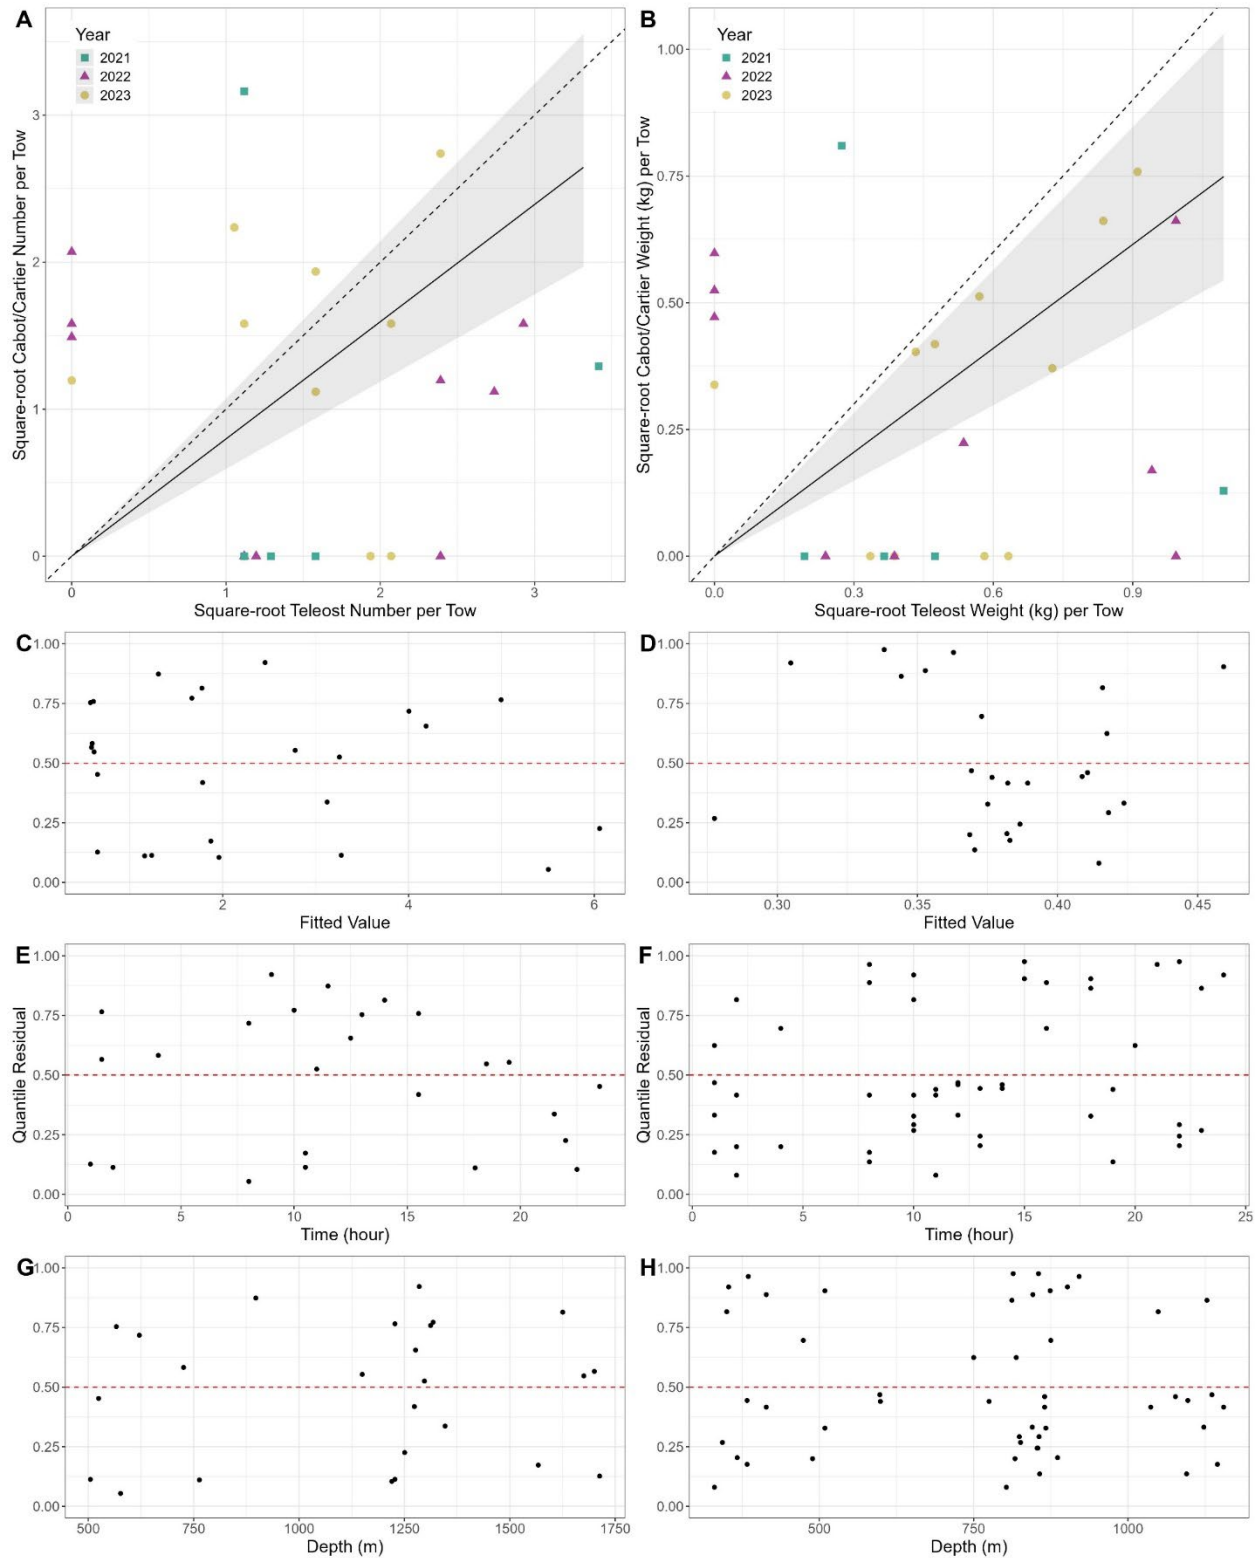 A
Year
2021
2022
2023
Square-root Cabot/Cartier Number per Tow
3
2
1
0
0 1 2 3
Square-root Teleost Number per Tow
B
Year
2021
2022
2023
Square-root Cabot/Cartier Weight (kg) per Tow
1.00
0.75
0.50
0.25
0.00
0.0 0.3 0.6 0.9
Square-root Teleost Weight (kg) per Tow
C
1.00
0.75
0.50
0.25
0.00
2 4 6
Fitted Value
D
1.00
0.75
0.50
0.25
0.00
0.30 0.35 0.40 0.45
Fitted Value
E
1.00
0.75
0.50
0.25
0.00
0 5 10 15 20
Time (hour)
Quantile Residual
F
1.00
0.75
0.50
0.25
0.00
0 5 10 15 20 25
Time (hour)
Quantile Residual
G
1.00
0.75
0.50
0.25
0.00
500 750 1000 1250 1500 1750
Depth (m)
H
1.00
0.75
0.50
0.25
0.00
500 750 1000
Depth (m)